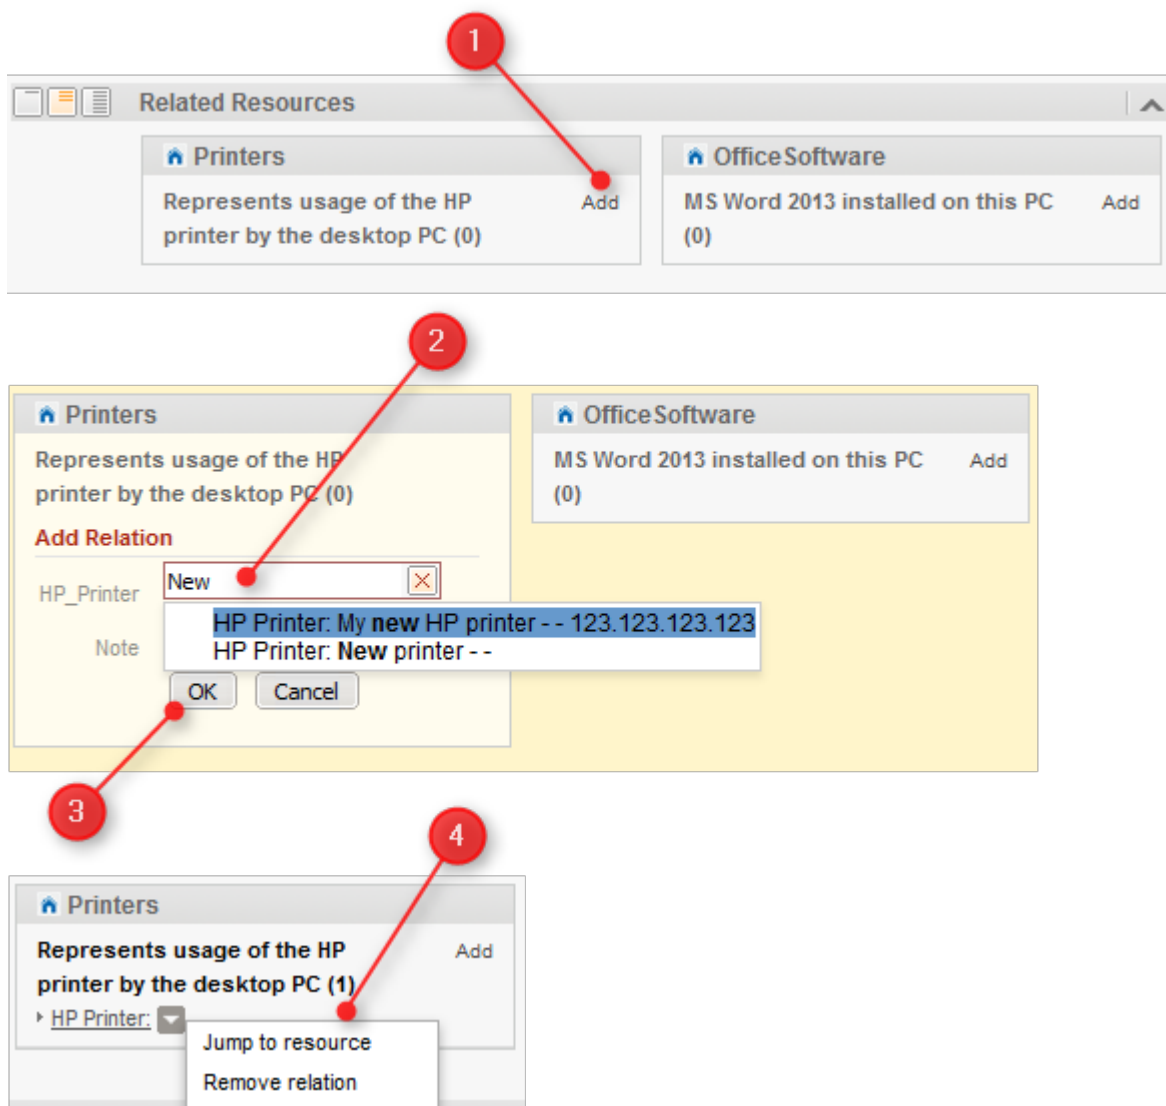 1
Related Resources
Printers
Represents usage of the HP
printer by the desktop PC (0)
Add
OfficeSoftware
MS Word 2013 installed on this PC
(0)
Add
2
Printers
Represents usage of the HP
printer by the desktop PC (0)
Add Relation
HP_Printer
New
HP Printer: My new HP printer - - 123.123.123.123
HP Printer: New printer - -
Note
OK
Cancel
OfficeSoftware
MS Word 2013 installed on this PC
(0)
Add
3
4
Printers
Represents usage of the HP
printer by the desktop PC (1)
Add
HP Printer:
Jump to resource
Remove relation